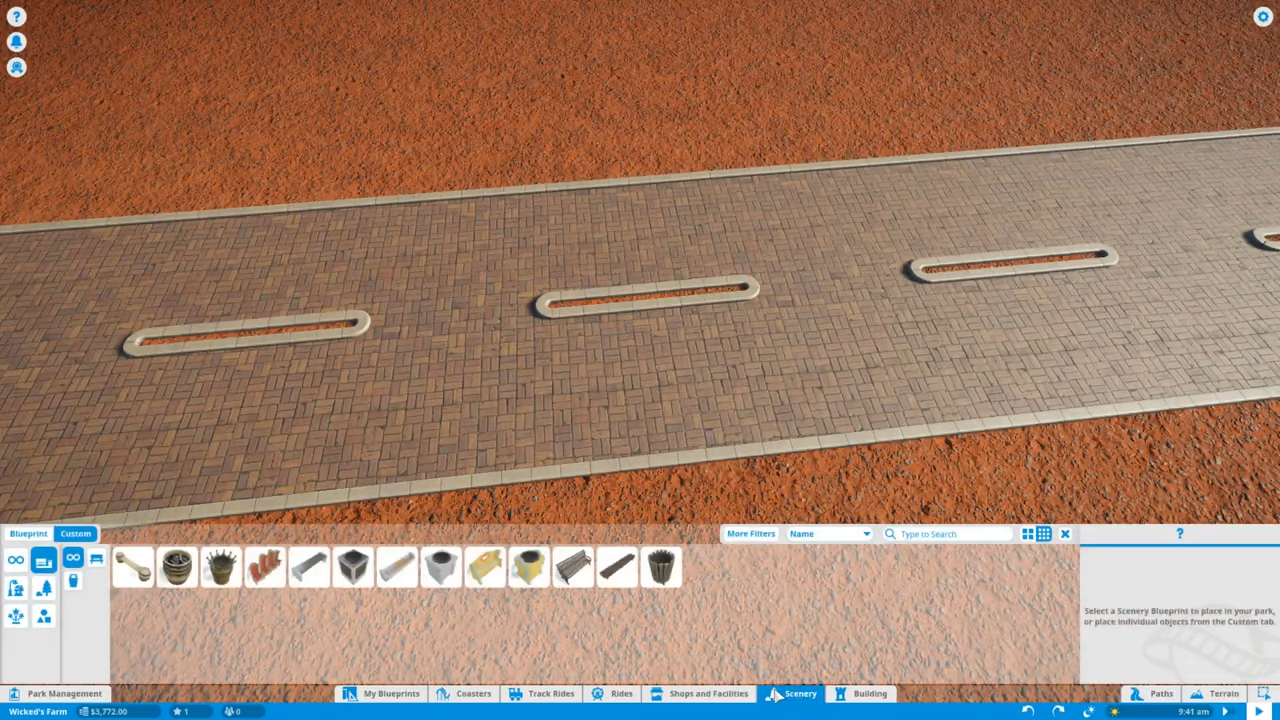 Blueprint Custom More Filters Name Type to Search ?
Select a Scenery Blueprint to place in your park,
or place individual objects from the Custom tab.
Park Management My Blueprints Coasters Track Rides Rides Shops and Facilities Scenery Building Paths Terrain
Wicked's Farm $3,772.00 1 0 9:41 am